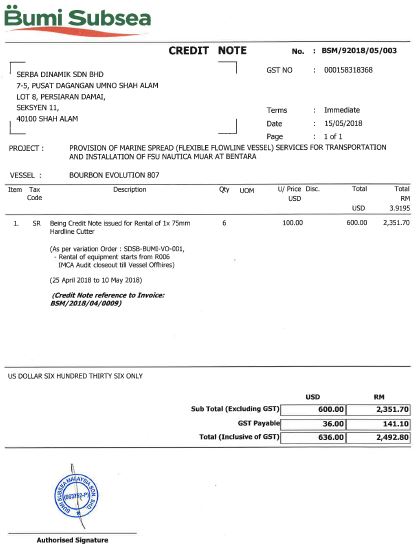 Bumi Subsea
CREDIT NOTE
No. : BSM/92018/05/003
SERBA DINAMIK SDN BHD
7-5, PUSAT DAGANGAN UMNO SHAH ALAM
LOT 8, PERSIARAN DAMAI,
SEKSYEN 11,
40100 SHAH ALAM
GST NO : 000158318368
Terms : Immediate
Date : 15/05/2018
Page : 1 of 1
PROJECT : PROVISION OF MARINE SPREAD (FLEXIBLE FLOWLINE VESSEL) SERVICES FOR TRANSPORTATION
AND INSTALLATION OF FSU NAUTICA MUAR AT BENTARA
VESSEL : BOURBON EVOLUTION 807
Item Tax Description Qty UOM U/ Price Disc. Total Total
Code USD USD RM
3.9195
1. SR Being Credit Note issued for Rental of 1x 75mm 6 100.00 600.00 2,351.70
Hardline Cutter
(As per variation Order : SDSB-BUMI-VO-001,
- Rental of equipment starts from R006
IMCA Audit closeout till Vessel Offhires)
(25 April 2018 to 10 May 2018)
(Credit Note reference to Invoice:
BSM/2018/04/0009)
US DOLLAR SIX HUNDRED THIRTY SIX ONLY
USD RM
Sub Total (Excluding GST) 600.00 2,351.70
GST Payable 36.00 141.10
Total (Inclusive of GST) 636.00 2,492.80
BUMI SUBSEA MALAYSIA SDN. BHD.
Authorised Signature